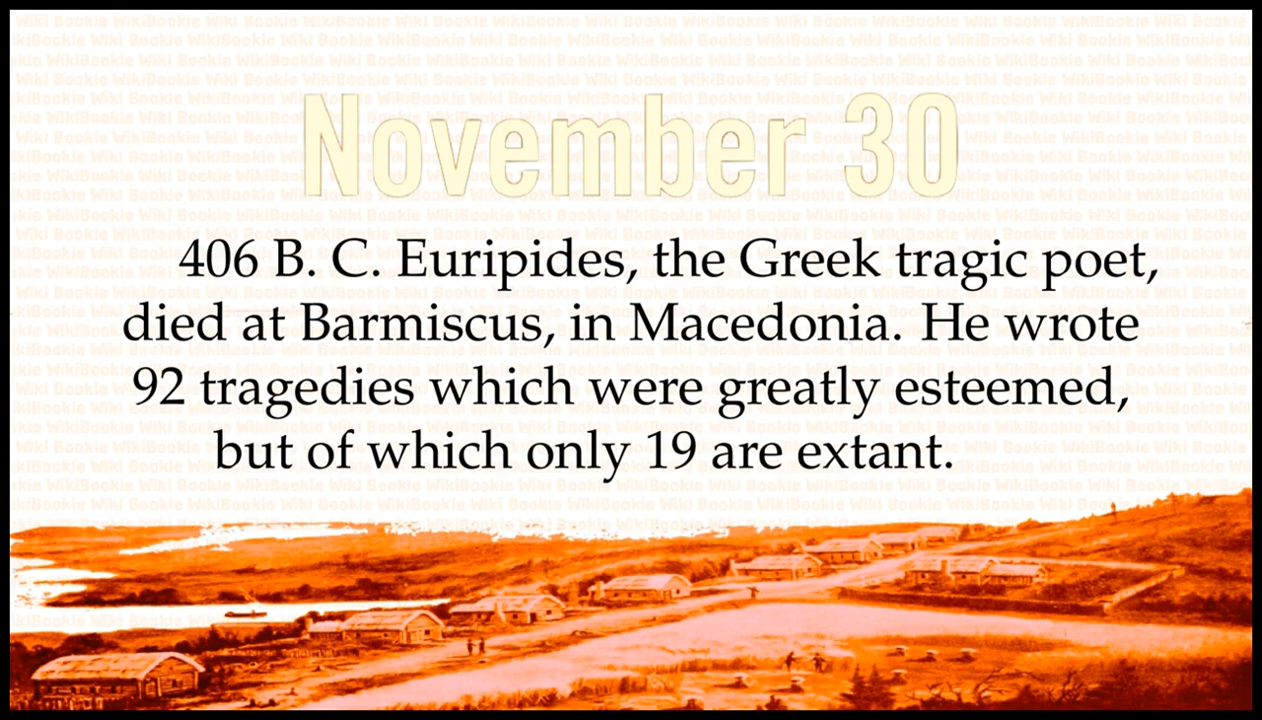 November 30
406 B. C. Euripides, the Greek tragic poet,
died at Barmiscus, in Macedonia. He wrote
92 tragedies which were greatly esteemed,
but of which only 19 are extant.